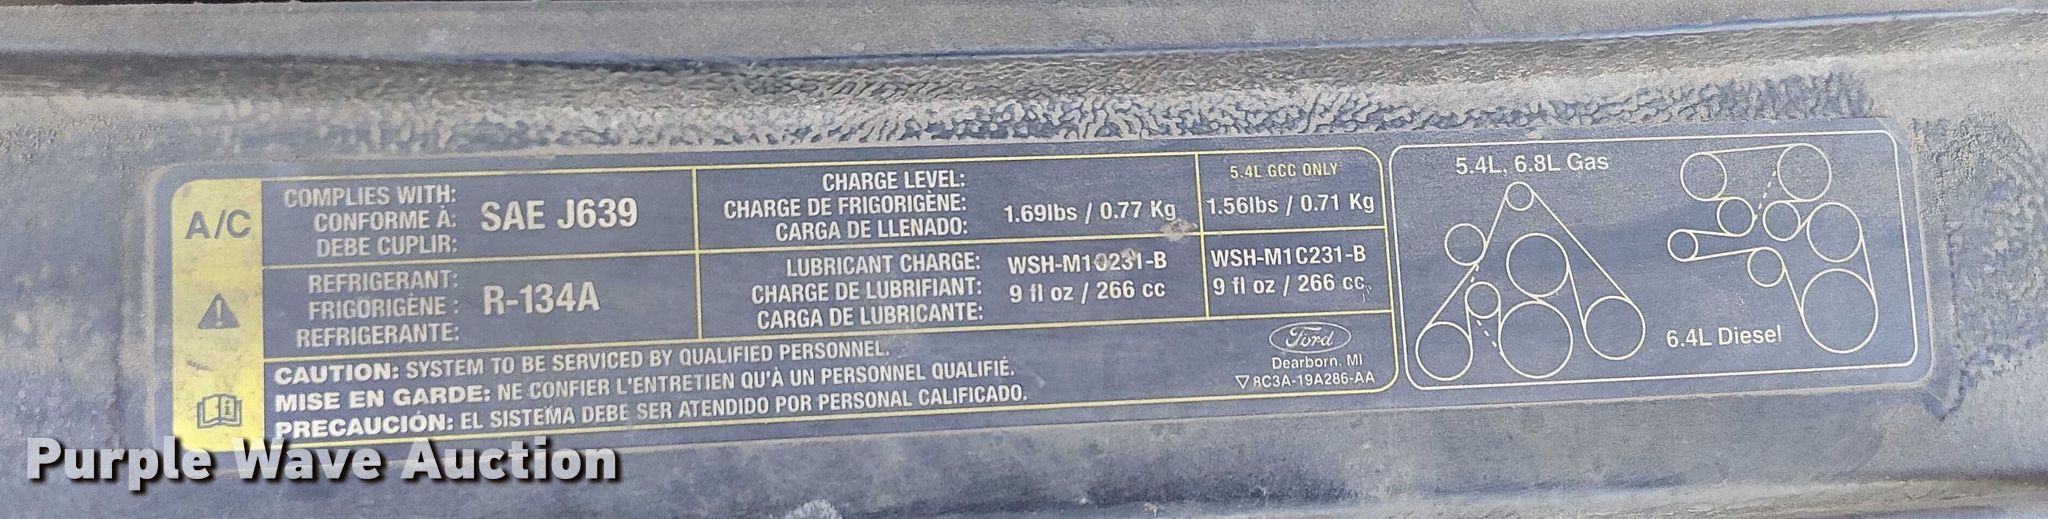 A/C
COMPLIES WITH:
CONFORME À:
DEBE CUPLIR:
SAE J639
REFRIGERANT:
FRIGORIGÈNE :
REFRIGERANTE:
R-134A
CHARGE LEVEL:
CHARGE DE FRIGORIGÈNE:
CARGA DE LLENADO:
1.69lbs / 0.77 Kg
5.4L GCC ONLY
1.56lbs / 0.71 Kg
LUBRICANT CHARGE:
CHARGE DE LUBRIFIANT:
CARGA DE LUBRICANTE:
WSH-M1C231-B
9 fl oz / 266 cc
WSH-M1C231-B
9 fl oz / 266 cc
CAUTION: SYSTEM TO BE SERVICED BY QUALIFIED PERSONNEL.
MISE EN GARDE: NE CONFIER L'ENTRETIEN QU'À UN PERSONNEL QUALIFIÉ.
PRECAUCIÓN: EL SISTEMA DEBE SER ATENDIDO POR PERSONAL CALIFICADO.
Ford
Dearborn, MI
8C3A-19A286-AA
5.4L, 6.8L Gas
6.4L Diesel
Purple Wave Auction